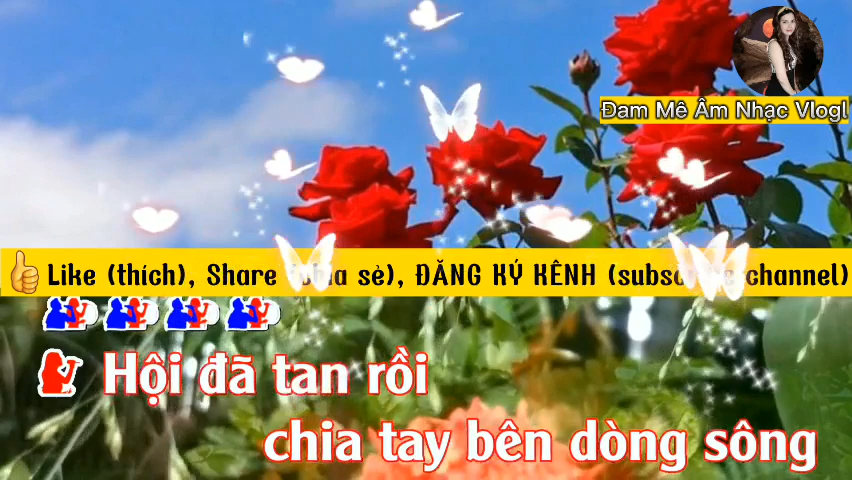 Đam Mê Âm Nhạc Vlogl
Like (thích), Share (chia sẻ), ĐĂNG KÝ KÊNH (subscribe channel)
Hội đã tan rồi
chia tay bên dòng sông